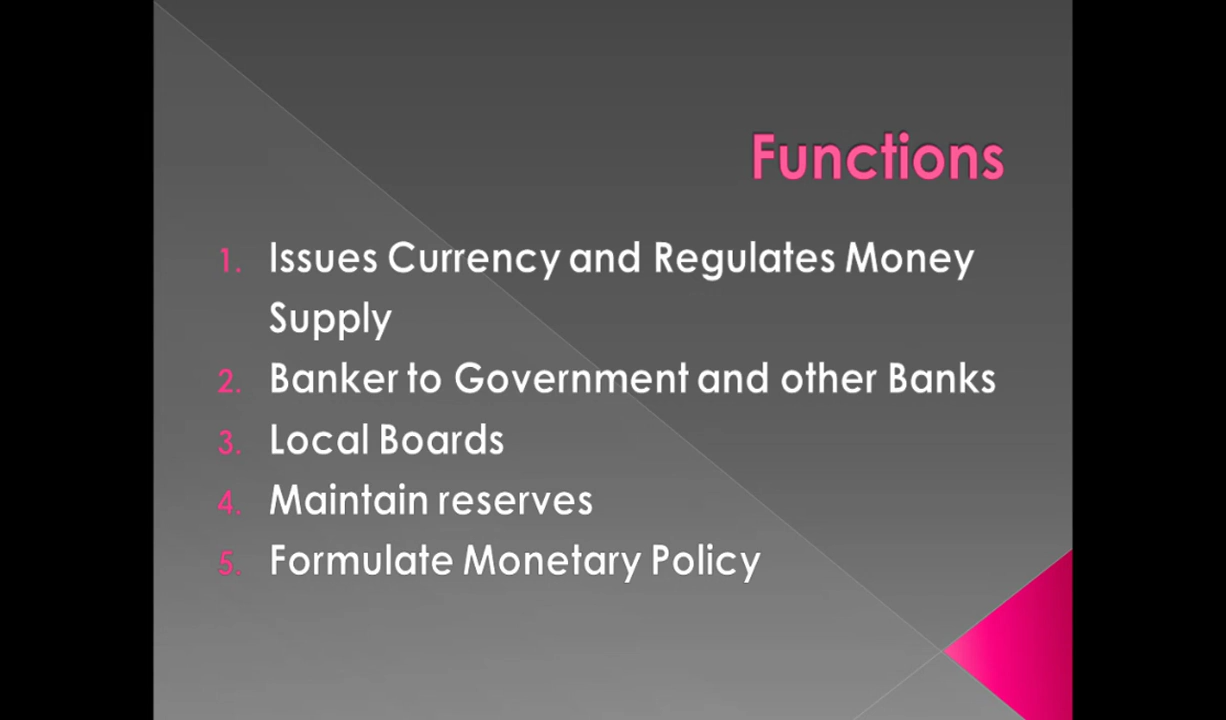 Functions
1. Issues Currency and Regulates Money
Supply
2. Banker to Government and other Banks
3. Local Boards
4. Maintain reserves
5. Formulate Monetary Policy